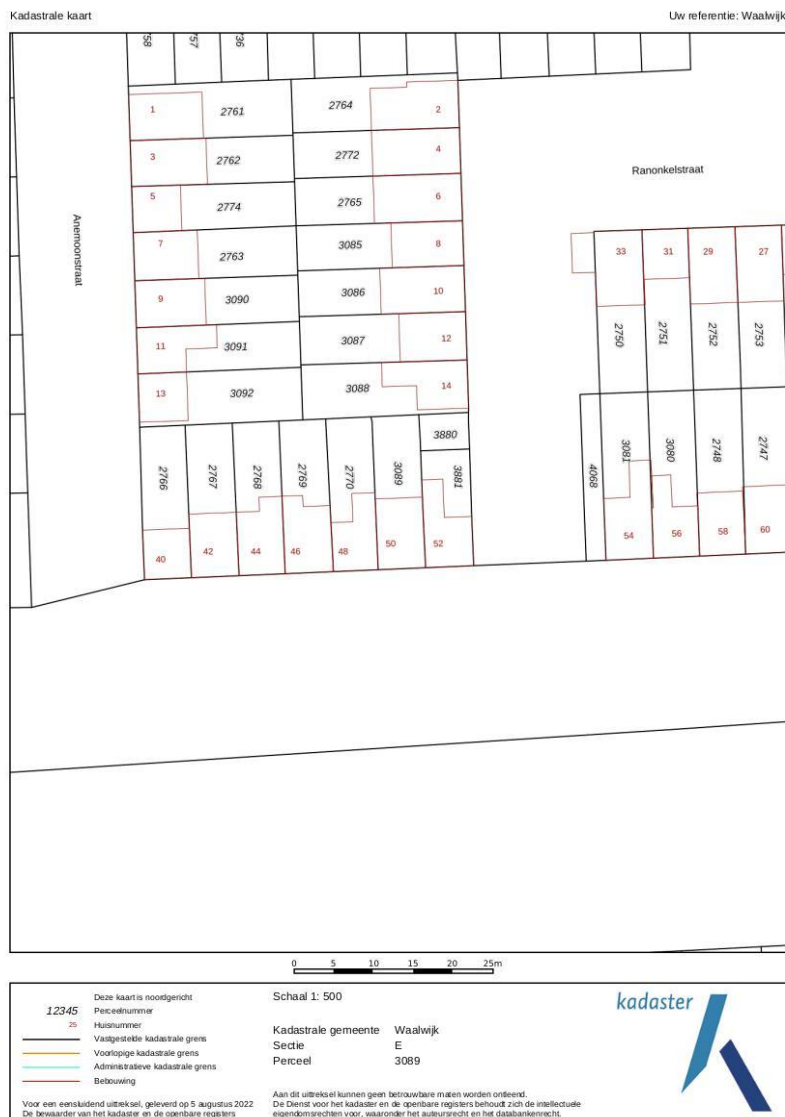 Kadastrale kaart Uw referentie: Waalwijk
58 757 36
1 2761 2764 2
3 2762 2772 4
5 2774 2765 6
7 2763 3085 8
9 3090 3086 10
11 3091 3087 12
13 3092 3088 14
Anemoonstraat
Ranonkelstraat
33 31 29 27
2750 2751 2752 2753
3880
2766 2767 2768 2769 2770 3089 3881
4068 3081 3080 2748 2747
40 42 44 46 48 50 52
54 56 58 60
0 5 10 15 20 25m
Deze kaart is noordgericht
12345 Perceelnummer
25 Huisnummer
Vastgestelde kadastrale grens
Voorlopige kadastrale grens
Administratieve kadastrale grens
Bebouwing
Voor een eensluidend uittreksel, geleverd op 5 augustus 2022
De bewaarder van het kadaster en de openbare registers
Schaal 1: 500
Kadastrale gemeente Waalwijk
Sectie E
Perceel 3089
Aan dit uittreksel kunnen geen betrouwbare maten worden ontleend.
De Dienst voor het kadaster en de openbare registers behoudt zich de intellectuele
eigendomsrechten voor, waaronder het auteursrecht en het databankenrecht.
kadaster